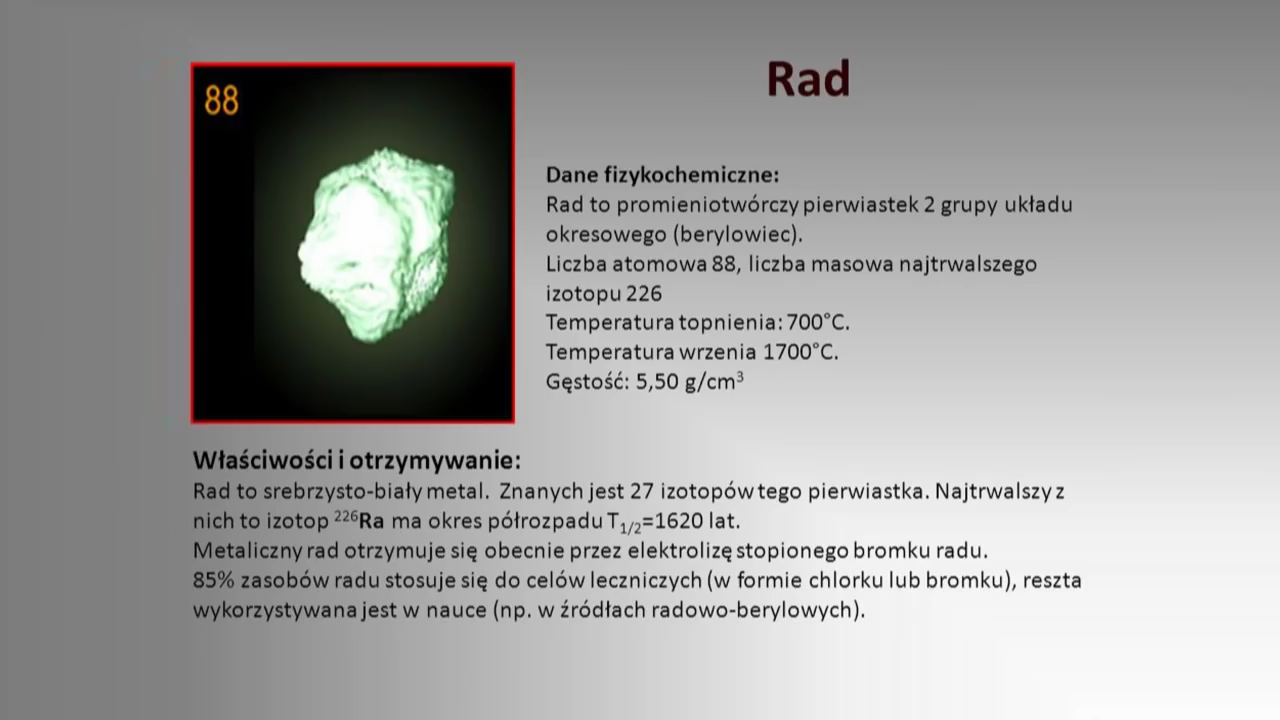 Rad
88
Dane fizykochemiczne:
Rad to promieniotwórczy pierwiastek 2 grupy układu
okresowego (berylowiec).
Liczba atomowa 88, liczba masowa najtrwalszego
izotopu 226
Temperatura topnienia: 700°C.
Temperatura wrzenia 1700°C.
Gęstość: 5,50 g/cm³
Właściwości i otrzymywanie:
Rad to srebrzysto-biały metal. Znanych jest 27 izotopów tego pierwiastka. Najtrwalszy z
nich to izotop ²²⁶Ra ma okres półrozpadu T₁/₂=1620 lat.
Metaliczny rad otrzymuje się obecnie przez elektrolizę stopionego bromku radu.
85% zasobów radu stosuje się do celów leczniczych (w formie chlorku lub bromku), reszta
wykorzystywana jest w nauce (np. w źródłach radowo-berylowych).